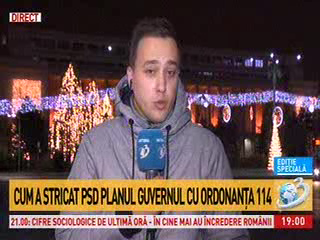 DIRECT
EDIȚIE
SPECIALĂ
CUM A STRICAT PSD PLANUL GUVERNUL CU ORDONANȚA 114
21.00: CIFRE SOCIOLOGICE DE ULTIMĂ ORĂ - ÎN CINE MAI AU ÎNCREDERE ROMÂNII
19:00